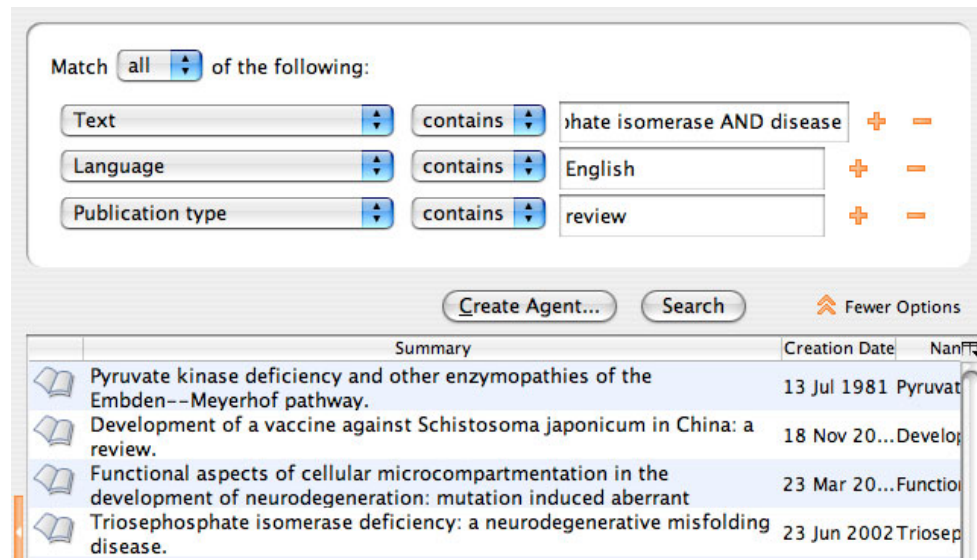 Match all of the following:
Text contains hate isomerase AND disease
Language contains English
Publication type contains review
Create Agent... Search Fewer Options
Summary Creation Date Nan
Pyruvate kinase deficiency and other enzymopathies of the
Embden--Meyerhof pathway.
13 Jul 1981 Pyruvat
Development of a vaccine against Schistosoma japonicum in China: a
review.
18 Nov 20... Develop
Functional aspects of cellular microcompartmentation in the
development of neurodegeneration: mutation induced aberrant
23 Mar 20... Function
Triosephosphate isomerase deficiency: a neurodegenerative misfolding
disease.
23 Jun 2002 Triosep